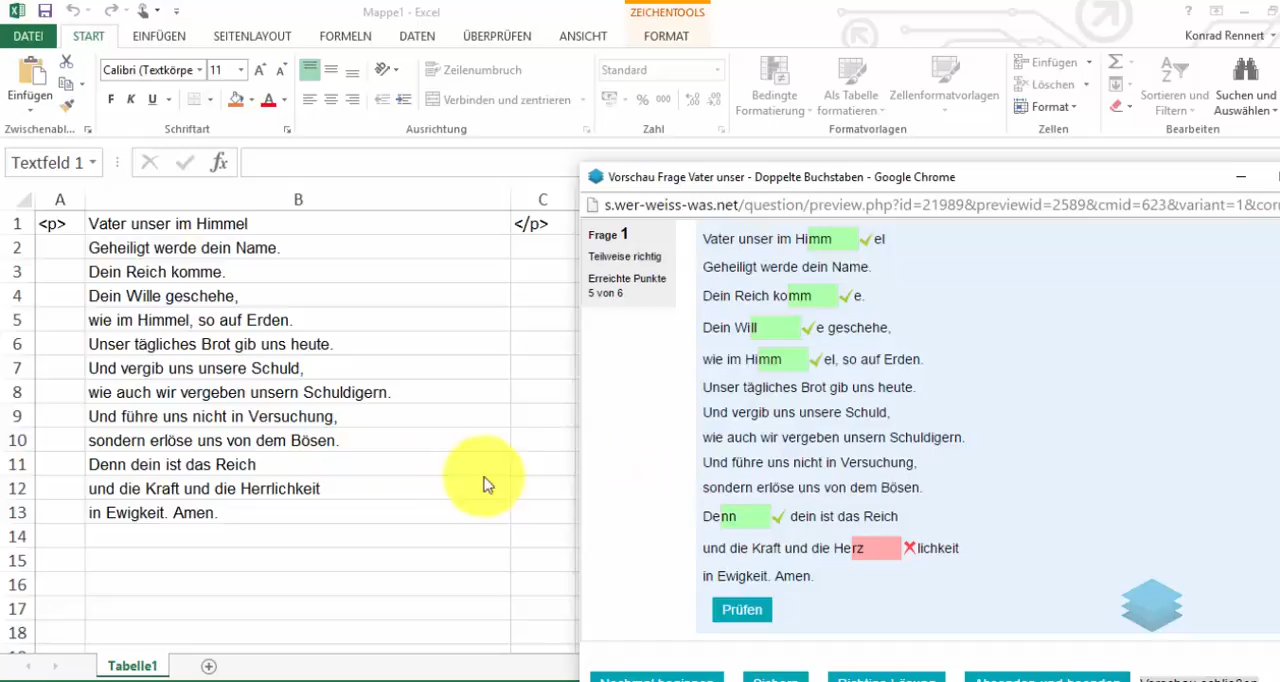 Mappe1 - Excel
ZEICHENTOOLS
DATEI START EINFÜGEN SEITENLAYOUT FORMELN DATEN ÜBERPRÜFEN ANSICHT FORMAT
Konrad Rennert
Calibri (Textkörpe 11
Zeilenumbruch
Standard
Einfügen
F K U
Verbinden und zentrieren
% 000
Bedingte Formatierung
Als Tabelle formatieren
Zellenformatvorlagen
Einfügen
Löschen
Format
Sortieren und Filtern
Suchen und Auswählen
Zwischenabl...
Schriftart
Ausrichtung
Zahl
Formatvorlagen
Zellen
Bearbeiten
Textfeld 1
fx
A B C
1 <p> Vater unser im Himmel </p>
2 Geheiligt werde dein Name.
3 Dein Reich komme.
4 Dein Wille geschehe,
5 wie im Himmel, so auf Erden.
6 Unser tägliches Brot gib uns heute.
7 Und vergib uns unsere Schuld,
8 wie auch wir vergeben unsern Schuldigern.
9 Und führe uns nicht in Versuchung,
10 sondern erlöse uns von dem Bösen.
11 Denn dein ist das Reich
12 und die Kraft und die Herrlichkeit
13 in Ewigkeit. Amen.
14
15
16
17
18
Tabelle1
Vorschau Frage Vater unser - Doppelte Buchstaben - Google Chrome
s.wer-weiss-was.net/question/preview.php?id=21989&previewid=2589&cmid=623&variant=1&cor
Frage 1
Teilweise richtig
Erreichte Punkte
5 von 6
Vater unser im Himm el
Geheiligt werde dein Name.
Dein Reich komm e.
Dein Will e geschehe,
wie im Himm el, so auf Erden.
Unser tägliches Brot gib uns heute.
Und vergib uns unsere Schuld,
wie auch wir vergeben unsern Schuldigern.
Und führe uns nicht in Versuchung,
sondern erlöse uns von dem Bösen.
Denn dein ist das Reich
und die Kraft und die Herz lichkeit
in Ewigkeit. Amen.
Prüfen
Nochmal beginnen Sichern Richtige Lösung Absenden und beenden Vorschau schließen